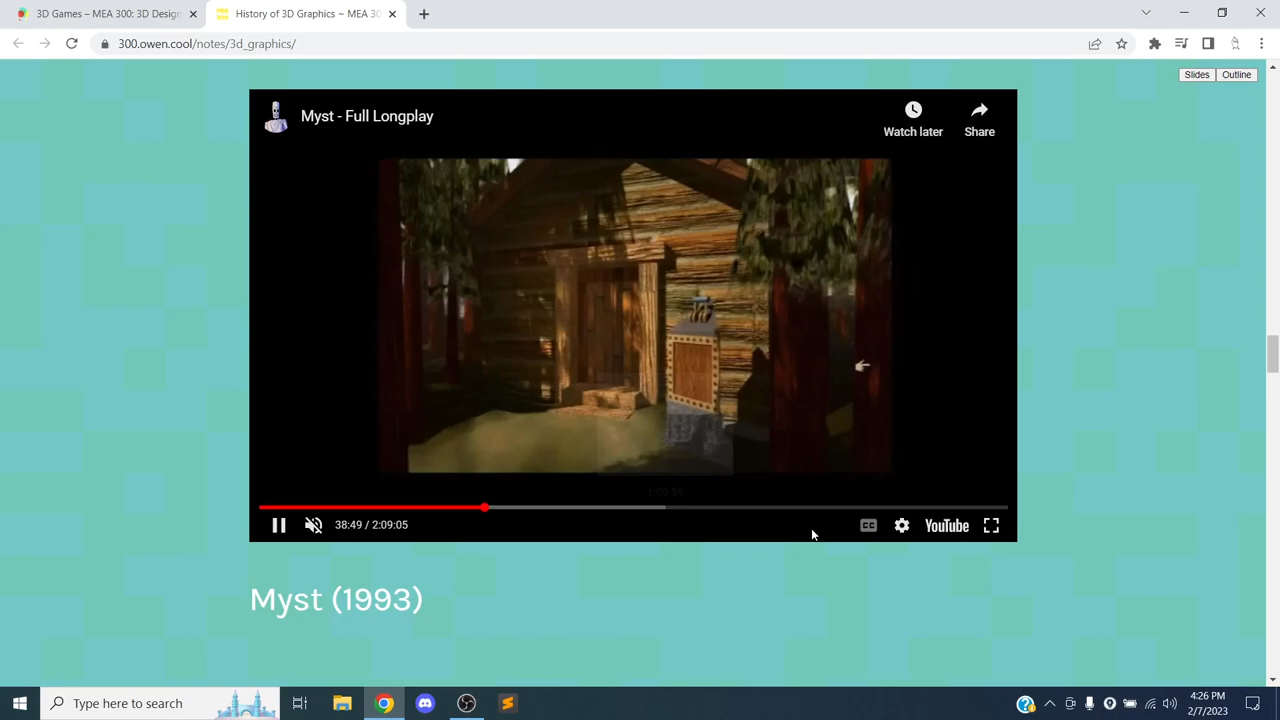 3D Games – MEA 300: 3D Design
History of 3D Graphics ~ MEA 30
300.owen.cool/notes/3d_graphics/
Slides Outline
Myst - Full Longplay
Watch later
Share
38:49 / 2:09:05
CC
YouTube
Myst (1993)
Type here to search
4:26 PM
2/7/2023